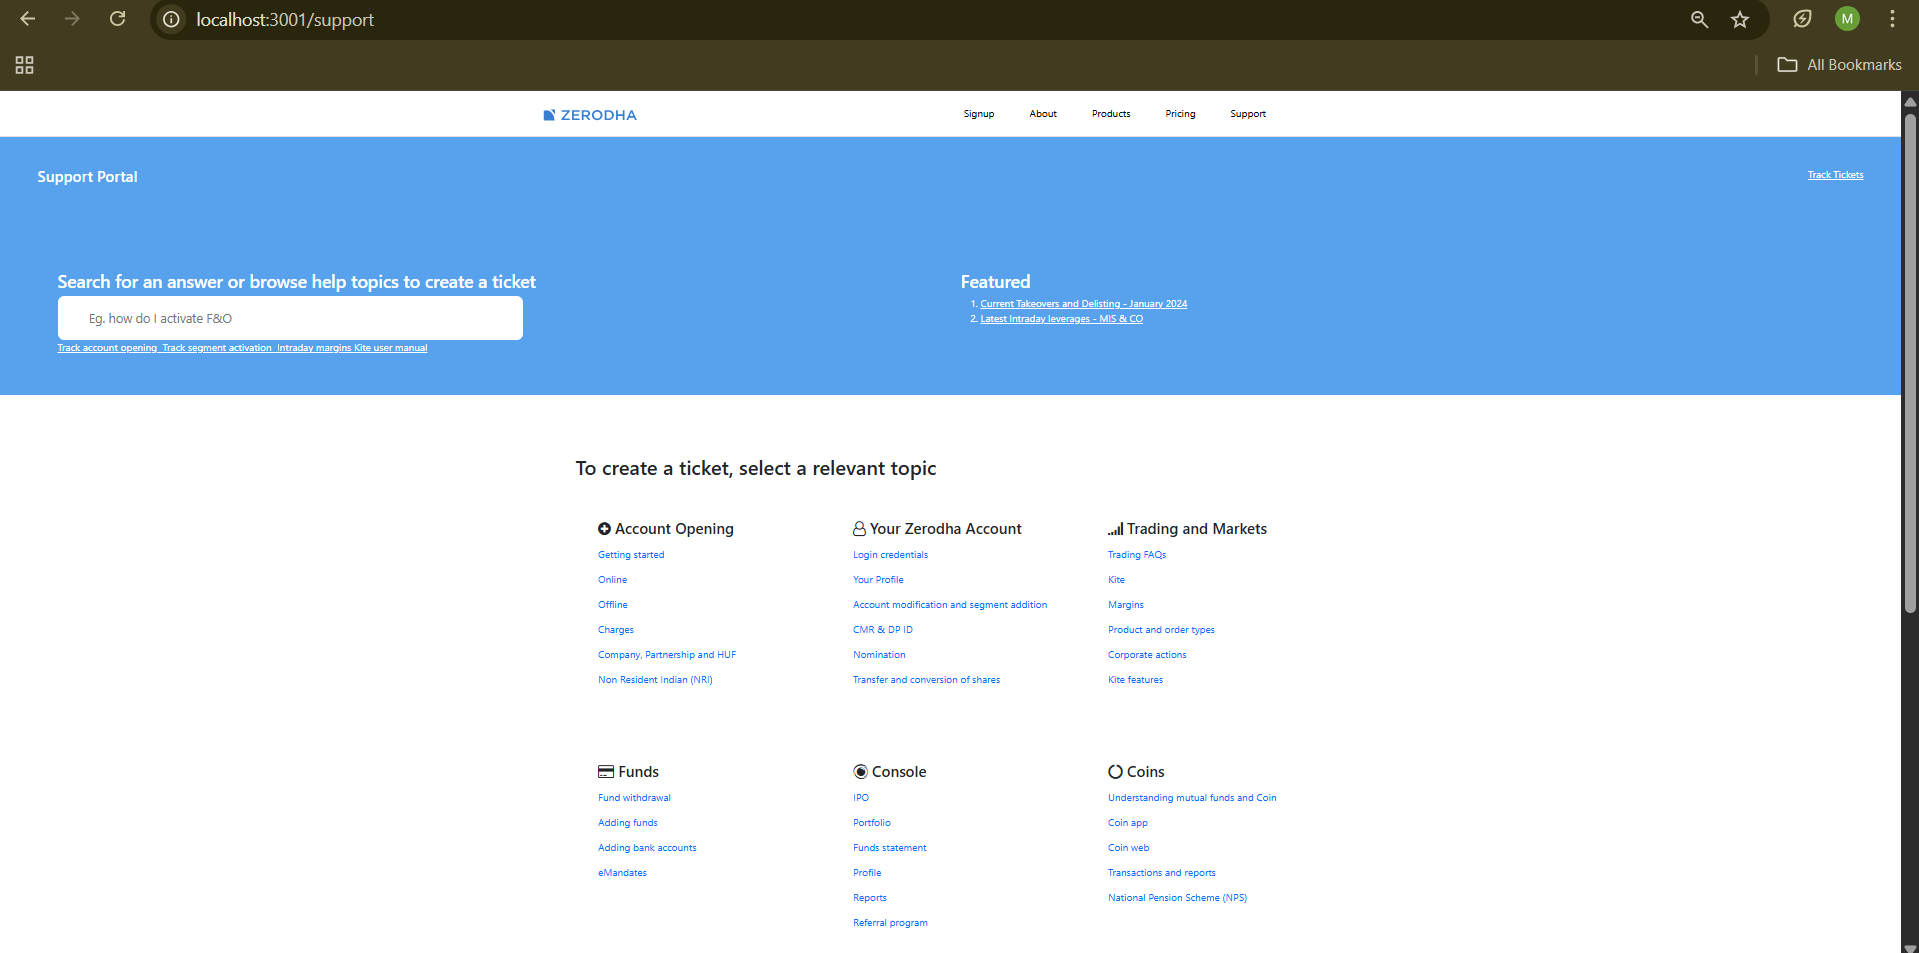 localhost:3001/support
M
All Bookmarks
ZERODHA
Signup About Products Pricing Support
Support Portal
Track Tickets
Search for an answer or browse help topics to create a ticket
Eg. how do I activate F&O
Track account opening Track segment activation Intraday margins Kite user manual
Featured
1. Current Takeovers and Delisting - January 2024
2. Latest Intraday leverages - MIS & CO
To create a ticket, select a relevant topic
Account Opening
Getting started
Online
Offline
Charges
Company, Partnership and HUF
Non Resident Indian (NRI)
Your Zerodha Account
Login credentials
Your Profile
Account modification and segment addition
CMR & DP ID
Nomination
Transfer and conversion of shares
Trading and Markets
Trading FAQs
Kite
Margins
Product and order types
Corporate actions
Kite features
Funds
Fund withdrawal
Adding funds
Adding bank accounts
eMandates
Console
IPO
Portfolio
Funds statement
Profile
Reports
Referral program
Coins
Understanding mutual funds and Coin
Coin app
Coin web
Transactions and reports
National Pension Scheme (NPS)